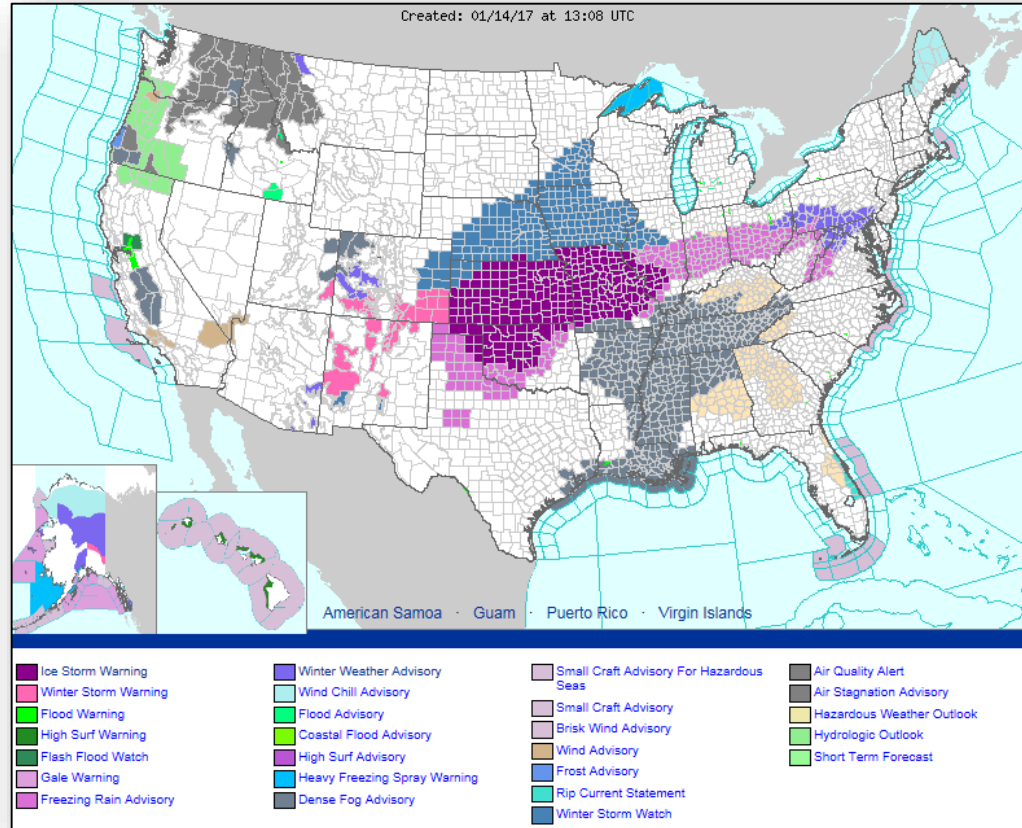 Created: 01/14/17 at 13:08 UTC
American Samoa · Guam · Puerto Rico · Virgin Islands
Ice Storm Warning
Winter Storm Warning
Flood Warning
High Surf Warning
Flash Flood Watch
Gale Warning
Freezing Rain Advisory
Winter Weather Advisory
Wind Chill Advisory
Flood Advisory
Coastal Flood Advisory
High Surf Advisory
Heavy Freezing Spray Warning
Dense Fog Advisory
Small Craft Advisory For Hazardous
Seas
Small Craft Advisory
Brisk Wind Advisory
Wind Advisory
Frost Advisory
Rip Current Statement
Winter Storm Watch
Air Quality Alert
Air Stagnation Advisory
Hazardous Weather Outlook
Hydrologic Outlook
Short Term Forecast